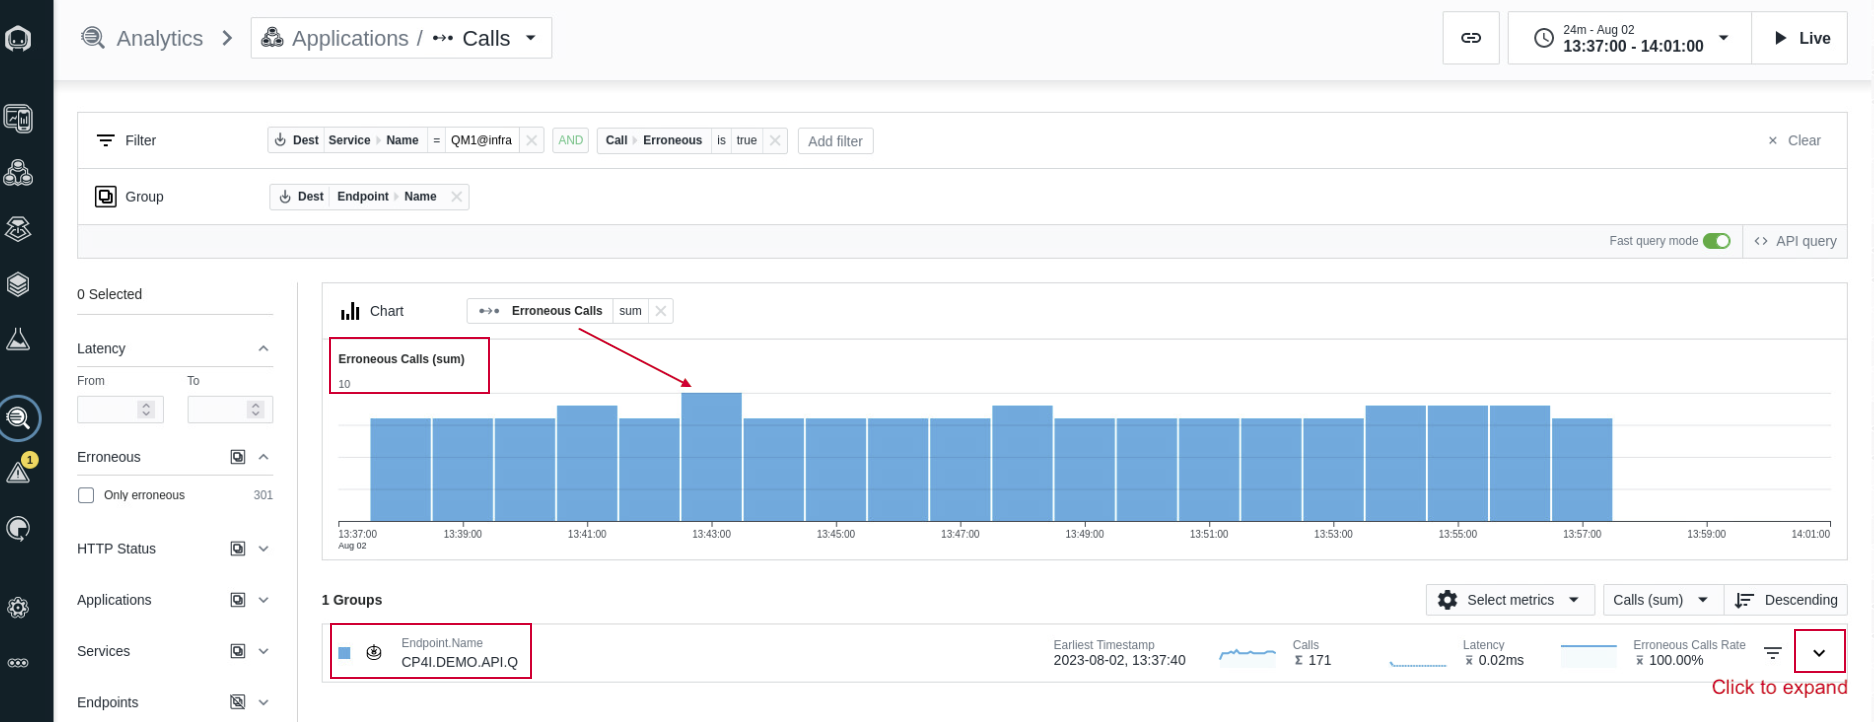 Analytics
Applications / Calls
24m - Aug 02
13:37:00 - 14:01:00
Live
Filter
Dest Service Name = QM1@infra
AND
Call Erroneous is true
Add filter
Clear
Group
Dest Endpoint Name
Fast query mode
API query
1
0 Selected
Latency
From To
Erroneous
Only erroneous 301
HTTP Status
Applications
Services
Endpoints
Chart
Erroneous Calls sum
Erroneous Calls (sum)
10
13:37:00 13:39:00 13:41:00 13:43:00 13:45:00 13:47:00 13:49:00 13:51:00 13:53:00 13:55:00 13:57:00 13:59:00 14:01:00
Aug 02
1 Groups
Select metrics
Calls (sum)
Descending
Endpoint.Name
CP4I.DEMO.API.Q
Earliest Timestamp
2023-08-02, 13:37:40
Calls
Σ 171
Latency
x̄ 0.02ms
Erroneous Calls Rate
x̄ 100.00%
Click to expand